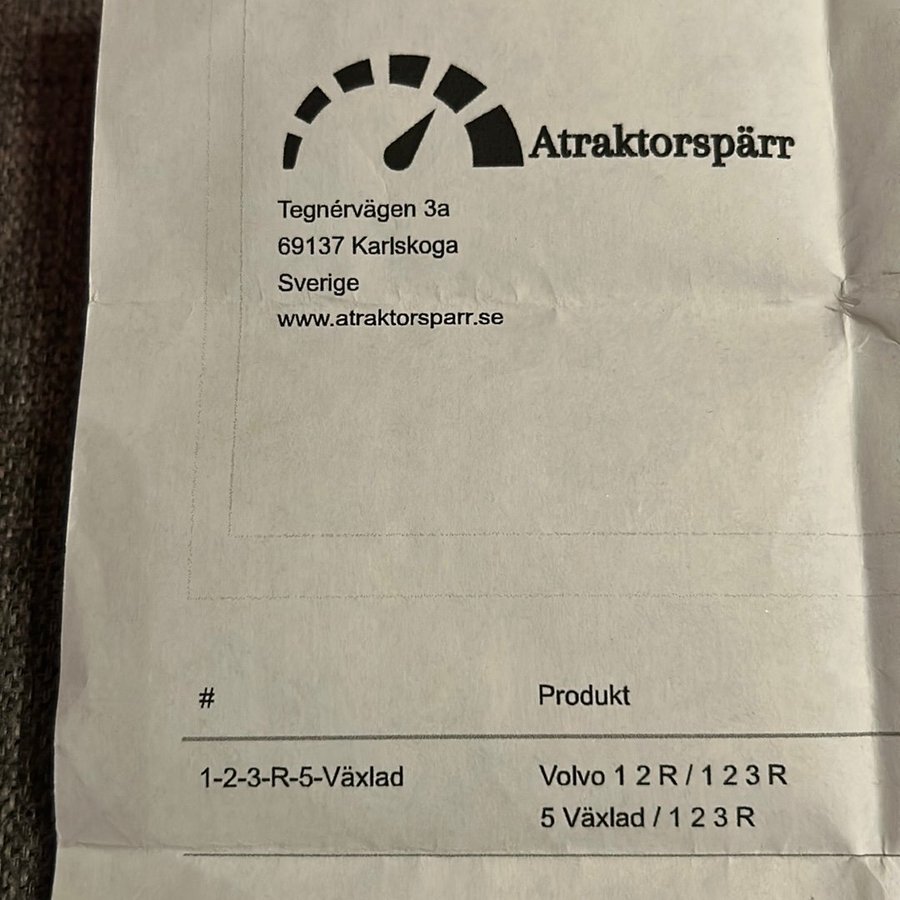 Atraktorspärr
Tegnérvägen 3a
69137 Karlskoga
Sverige
www.atraktorsparr.se
# Produkt
1-2-3-R-5-Växlad Volvo 1 2 R / 1 2 3 R
5 Växlad / 1 2 3 R